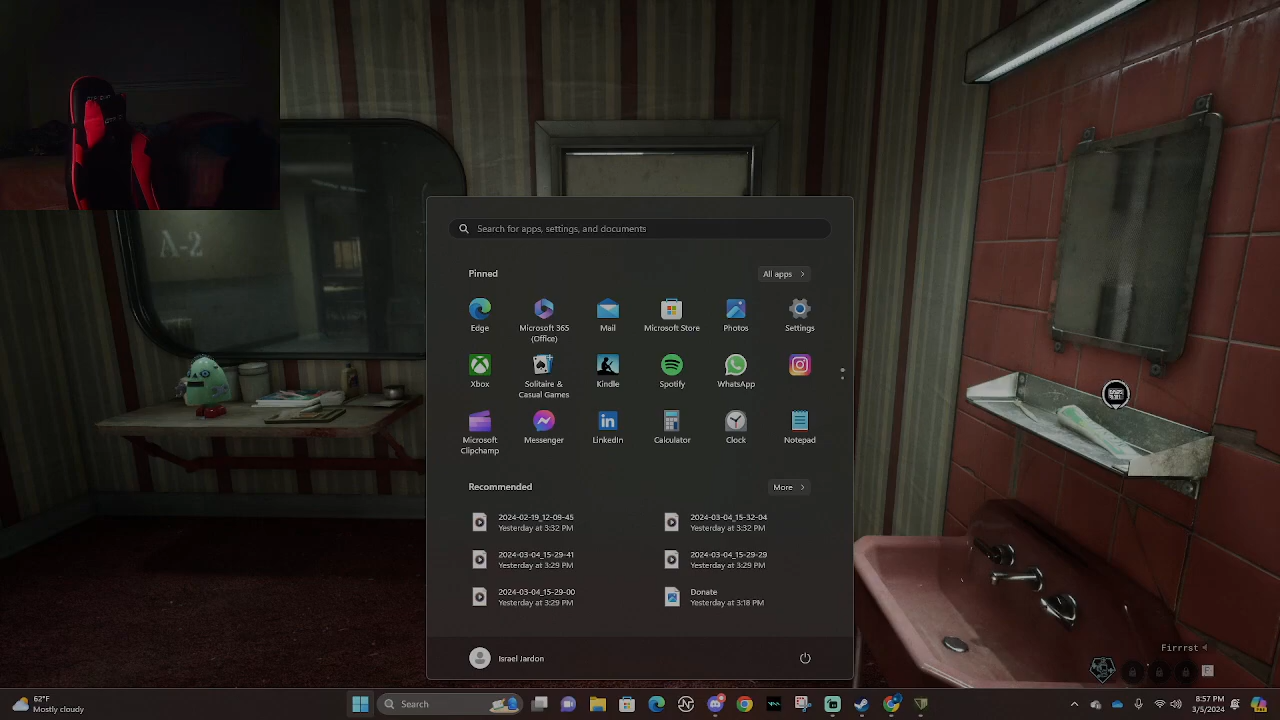 A-2
Search for apps, settings, and documents
Pinned
All apps
Edge
Microsoft 365 (Office)
Mail
Microsoft Store
Photos
Settings
Xbox
Solitaire & Casual Games
Kindle
Spotify
WhatsApp
Microsoft Clipchamp
Messenger
LinkedIn
Calculator
Clock
Notepad
Recommended
More
2024-02-19_12-09-45
Yesterday at 3:32 PM
2024-03-04_15-32-04
Yesterday at 3:32 PM
2024-03-04_15-29-41
Yesterday at 3:29 PM
2024-03-04_15-29-29
Yesterday at 3:29 PM
2024-03-04_15-29-00
Yesterday at 3:29 PM
Donate
Yesterday at 3:18 PM
Israel Jardon
Firrrst
F
62°F
Mostly cloudy
Search
8:57 PM
3/5/2024